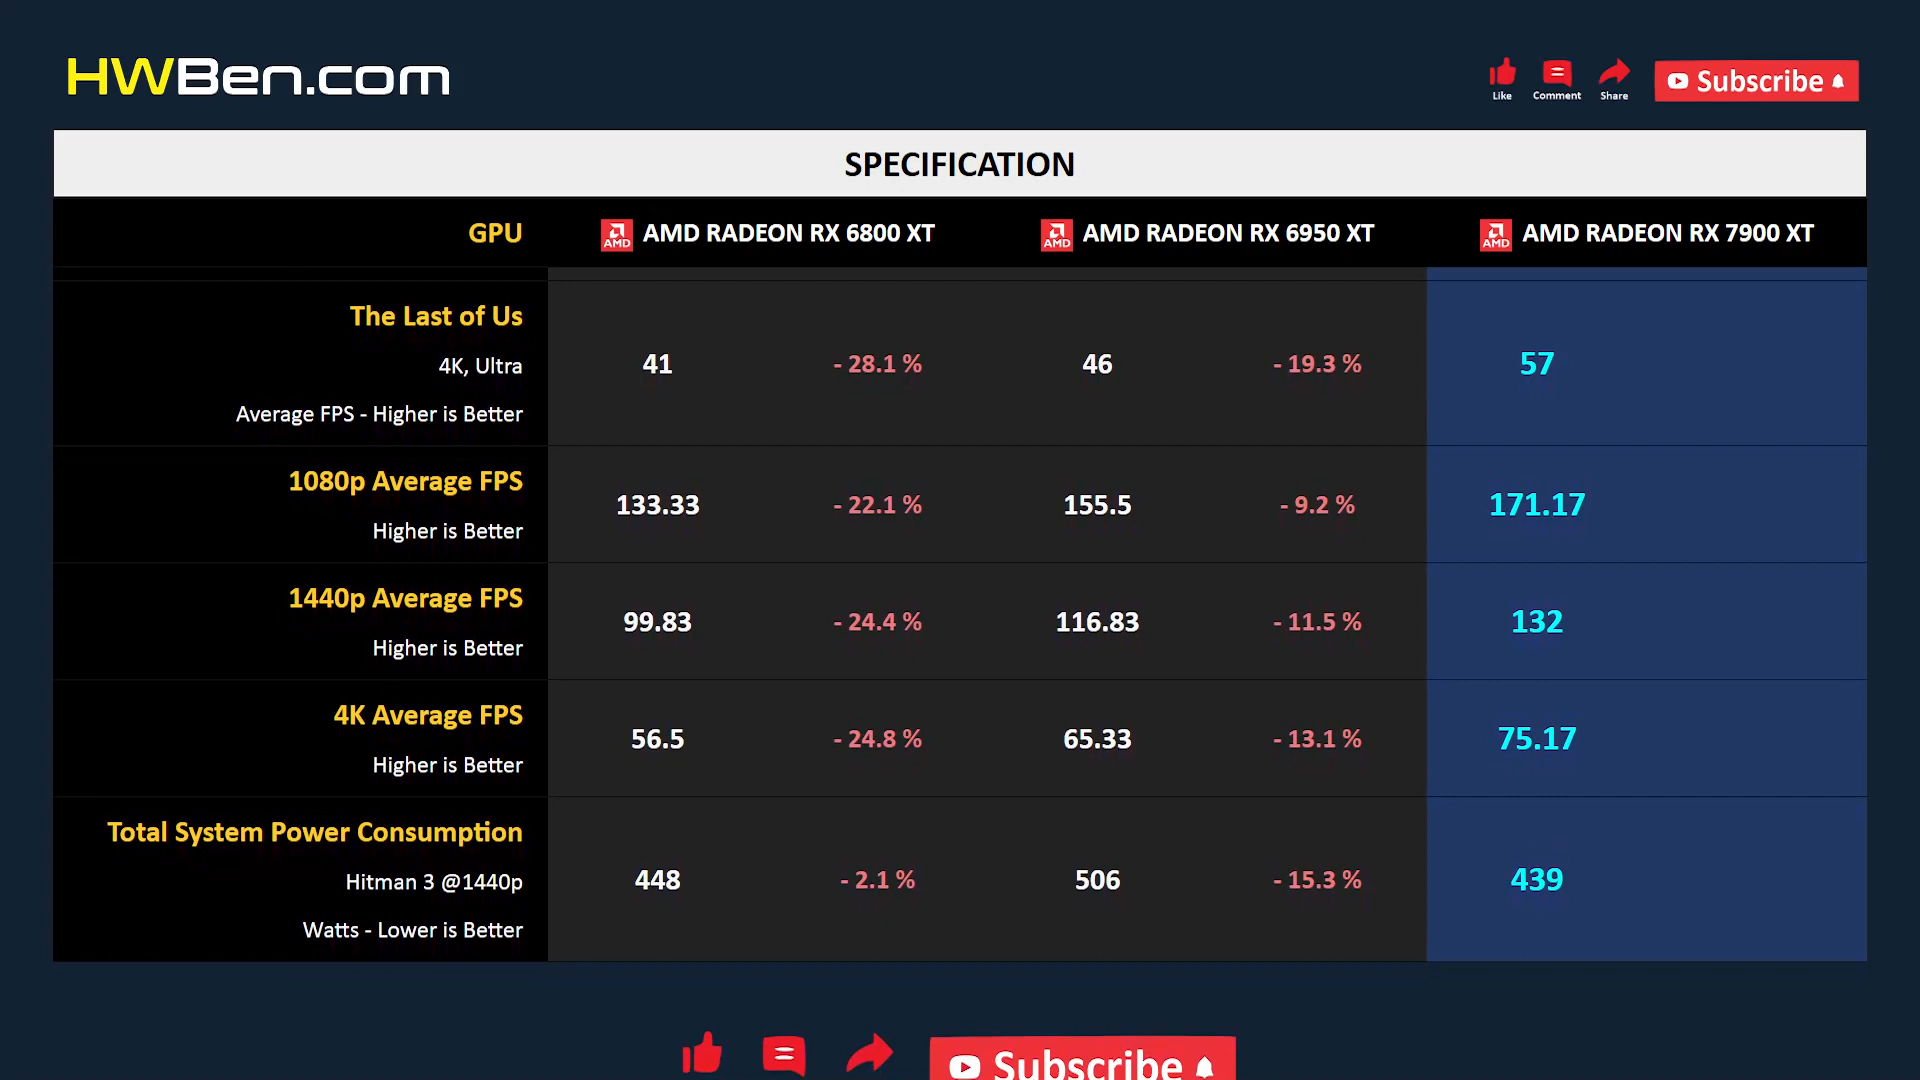 HWBen.com
Like
Comment
Share
Subscribe
SPECIFICATION
GPU
AMD AMD RADEON RX 6800 XT
AMD AMD RADEON RX 6950 XT
AMD AMD RADEON RX 7900 XT
The Last of Us
4K, Ultra
Average FPS - Higher is Better
41 - 28.1 % 46 - 19.3 % 57
1080p Average FPS
Higher is Better
133.33 - 22.1 % 155.5 - 9.2 % 171.17
1440p Average FPS
Higher is Better
99.83 - 24.4 % 116.83 - 11.5 % 132
4K Average FPS
Higher is Better
56.5 - 24.8 % 65.33 - 13.1 % 75.17
Total System Power Consumption
Hitman 3 @1440p
Watts - Lower is Better
448 - 2.1 % 506 - 15.3 % 439
Subscribe